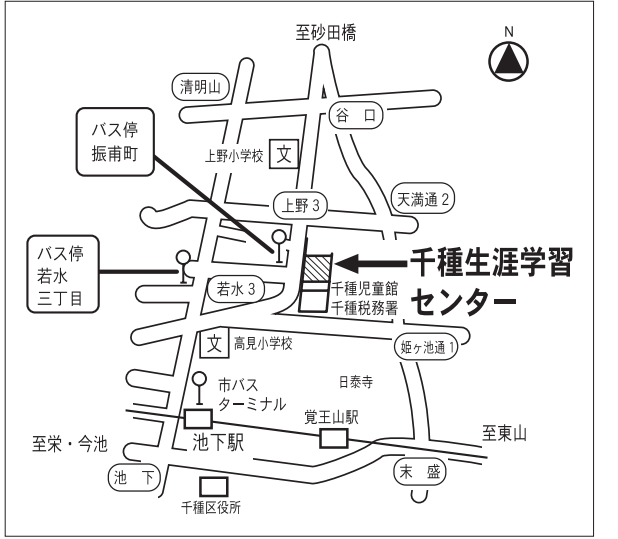 至砂田橋
N
清明山
谷　口
バス停
振甫町
上野小学校
文
天満通2
上野3
バス停
若水
三丁目
千種生涯学習
センター
若水3
千種児童館
千種税務署
文
高見小学校
姫ヶ池通1
市バス
ターミナル
日泰寺
覚王山駅
至栄・今池
池下駅
至東山
池　下
末　盛
千種区役所